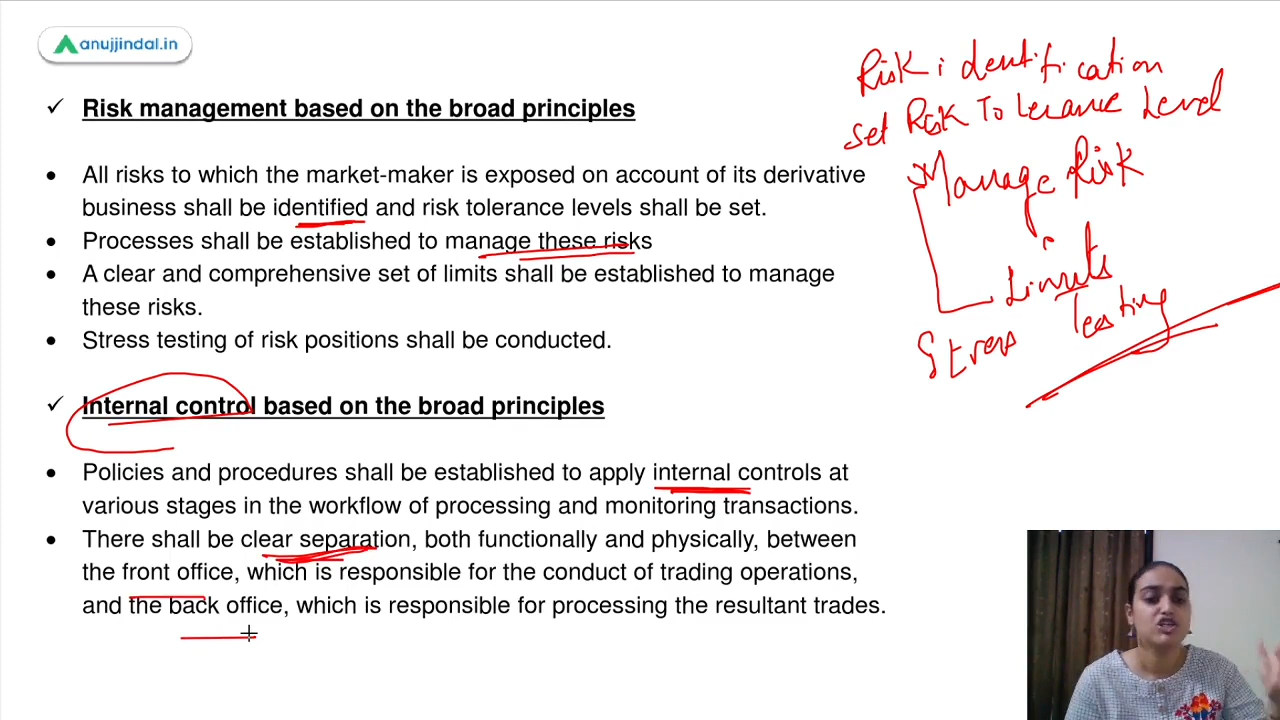 anujjindal.in
Risk management based on the broad principles
All risks to which the market-maker is exposed on account of its derivative
business shall be identified and risk tolerance levels shall be set.
Processes shall be established to manage these risks
A clear and comprehensive set of limits shall be established to manage
these risks.
Stress testing of risk positions shall be conducted.
Internal control based on the broad principles
Policies and procedures shall be established to apply internal controls at
various stages in the workflow of processing and monitoring transactions.
There shall be clear separation, both functionally and physically, between
the front office, which is responsible for the conduct of trading operations,
and the back office, which is responsible for processing the resultant trades.
Risk identification
Set Risk Tolerance Level
Manage Risk
Limits
Stress Testing